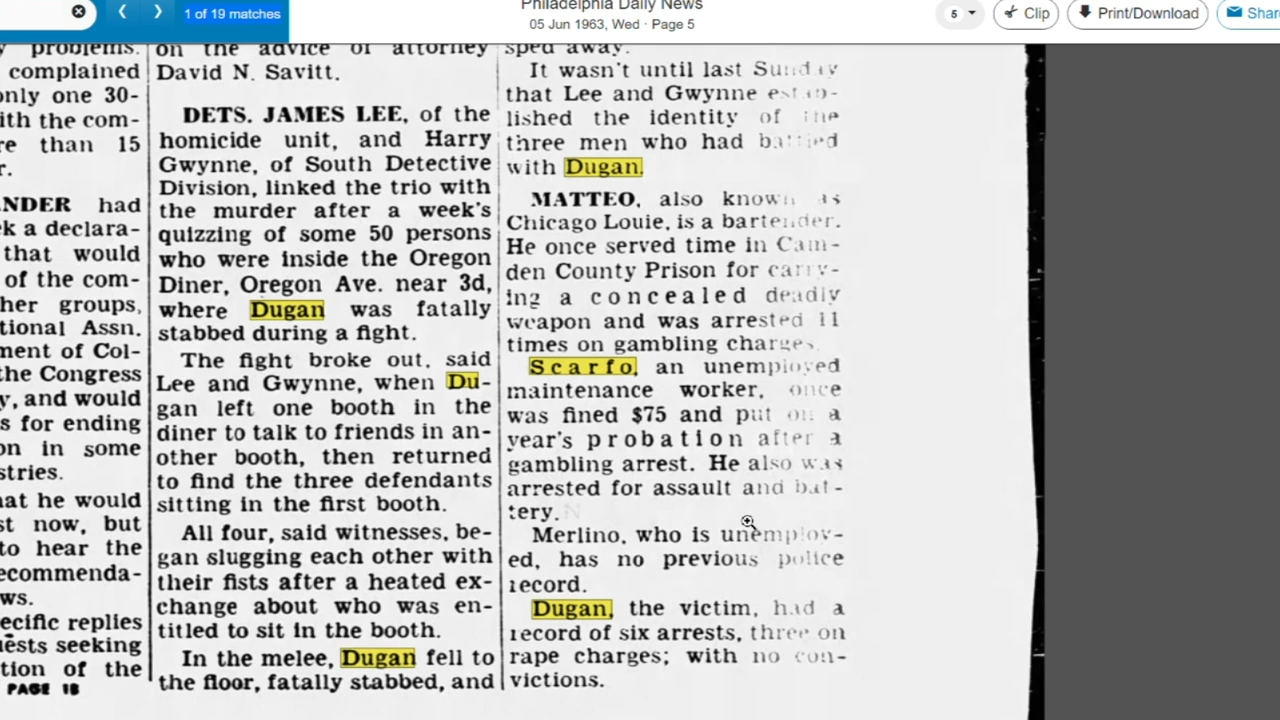 1 of 19 matches
Philadelphia Daily News
05 Jun 1963, Wed · Page 5
5
Clip
Print/Download
Shar
y problems.
complained
only one 30-
ith the com-
re than 15
r.
NDER had
k a declara-
that would
of the com-
her groups,
tional Assn.
ment of Col-
the Congress
y, and would
s for ending
on in some
stries.
hat he would
st now, but
to hear the
ecommenda-
ws.
ecific replies
uests seeking
tion of the
PAGE 18
on the advice of attorney
David N. Savitt.
DETS. JAMES LEE, of the
homicide unit, and Harry
Gwynne, of South Detective
Division, linked the trio with
the murder after a week's
quizzing of some 50 persons
who were inside the Oregon
Diner, Oregon Ave. near 3d,
where Dugan was fatally
stabbed during a fight.
The fight broke out, said
Lee and Gwynne, when Du-
gan left one booth in the
diner to talk to friends in an-
other booth, then returned
to find the three defendants
sitting in the first booth.
All four, said witnesses, be-
gan slugging each other with
their fists after a heated ex-
change about who was en-
titled to sit in the booth.
In the melee, Dugan fell to
the floor, fatally stabbed, and
sped away.
It wasn't until last Sunday
that Lee and Gwynne estab-
lished the identity of the
three men who had battled
with Dugan.
MATTEO, also known as
Chicago Louie, is a bartender.
He once served time in Cam-
den County Prison for carry-
ing a concealed deadly
weapon and was arrested 11
times on gambling charges.
Scarfo, an unemployed
maintenance worker, once
was fined $75 and put on a
year's probation after a
gambling arrest. He also was
arrested for assault and bat-
tery.
Merlino, who is unemploy-
ed, has no previous police
record.
Dugan, the victim, had a
record of six arrests, three on
rape charges; with no con-
victions.